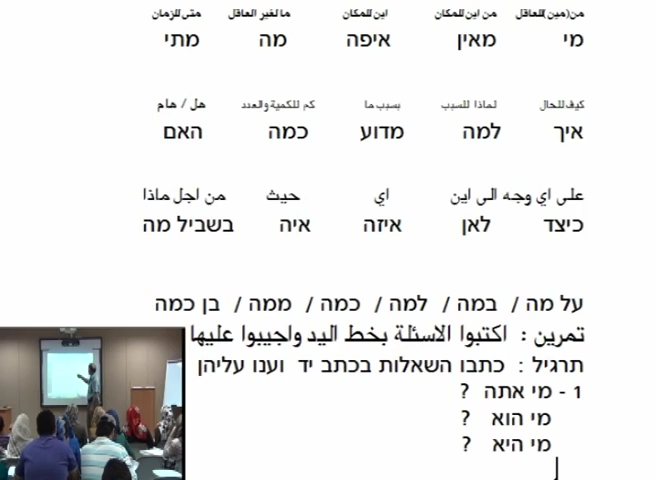 من(مين)للعاقل من اين للمكان اين للمكان ما لغير العاقل متى للزمان
מי מאין איפה מה מתי
كيف للحال لماذا للسبب بسبب ما كم للكمية والعدد هل / هام
איך למה מדוע כמה האם
على اي وجه الى اين اي حيث من اجل ماذا
כיצד לאן איזה איה בשביל מה
על מה / במה / למה / כמה / ממה / בן כמה
تمرين : اكتبوا الاسئلة بخط اليد واجيبوا عليها
תרגיל : כתבו השאלות בכתב יד וענו עליהן
1 - מי אתה ?
מי הוא ?
מי היא ?